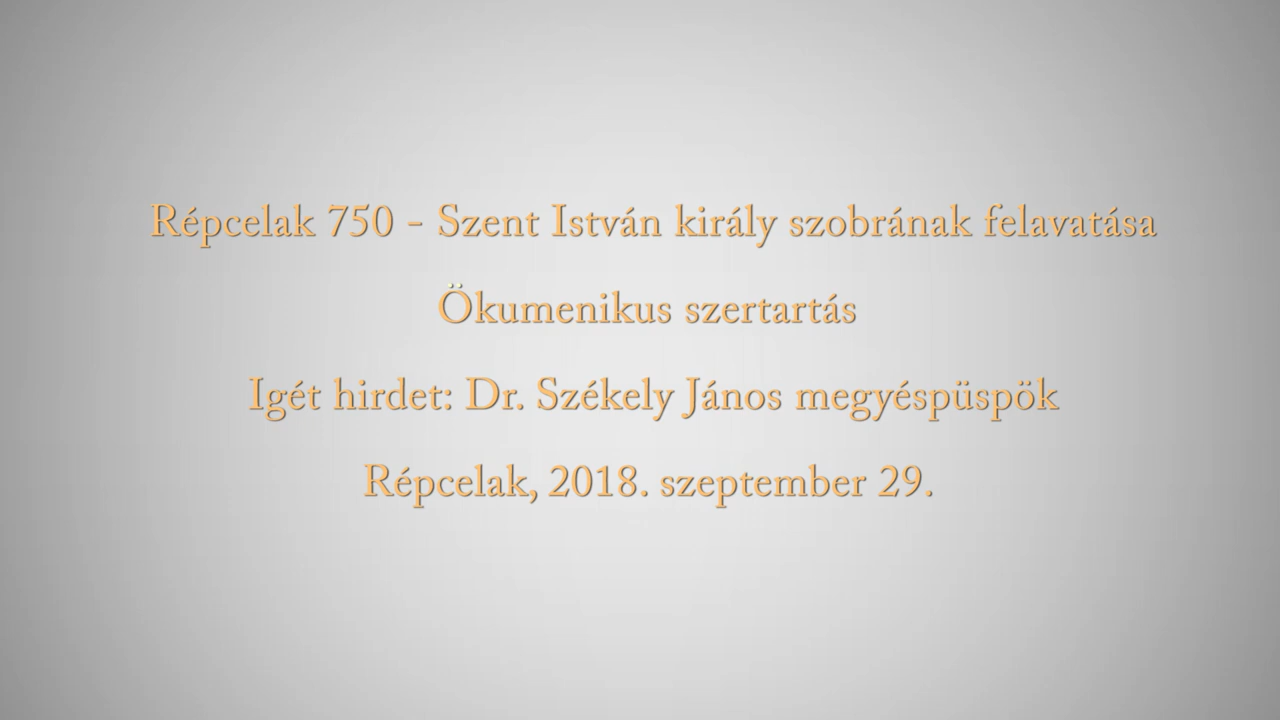 Répcelak 750 - Szent István király szobrának felavatása
Ökumenikus szertartás
Igét hirdet: Dr. Székely János megyéspüspök
Répcelak, 2018. szeptember 29.